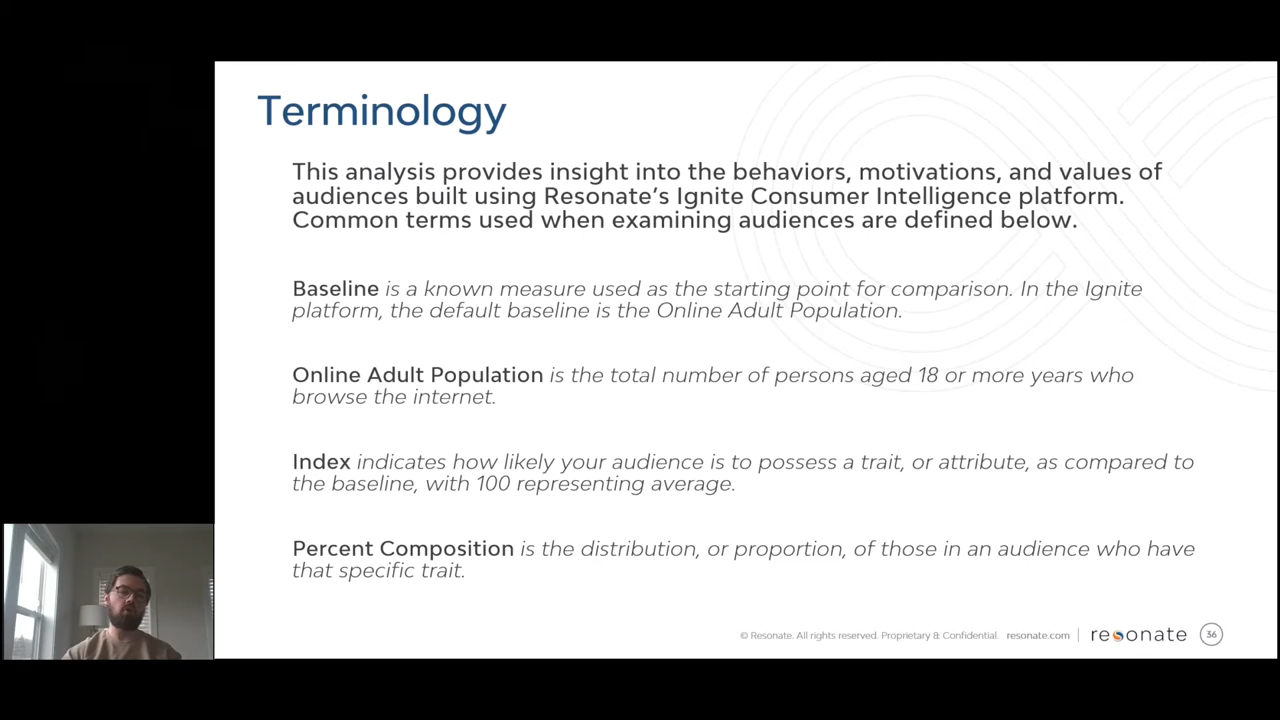 Terminology
This analysis provides insight into the behaviors, motivations, and values of
audiences built using Resonate's Ignite Consumer Intelligence platform.
Common terms used when examining audiences are defined below.
Baseline is a known measure used as the starting point for comparison. In the Ignite
platform, the default baseline is the Online Adult Population.
Online Adult Population is the total number of persons aged 18 or more years who
browse the internet.
Index indicates how likely your audience is to possess a trait, or attribute, as compared to
the baseline, with 100 representing average.
Percent Composition is the distribution, or proportion, of those in an audience who have
that specific trait.
© Resonate. All rights reserved. Proprietary & Confidential. resonate.com | resonate 36